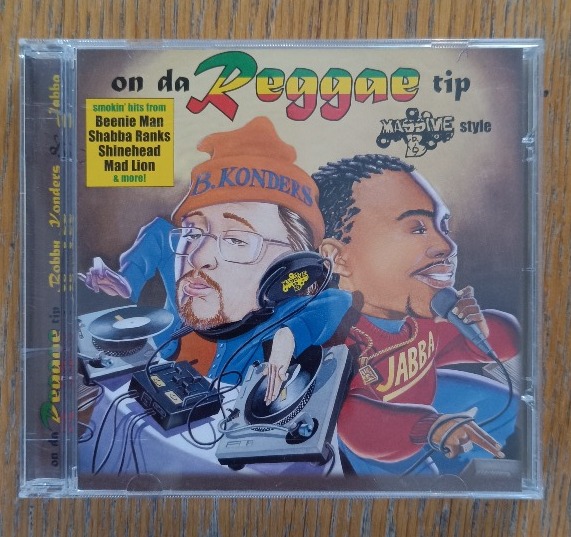 on da Reggae tip
MASSIVE B style
smokin' hits from
Beenie Man
Shabba Ranks
Shinehead
Mad Lion
& more!
B. KONDERS
JABBA
on da Reggae tip Bobby Konders & Jabba